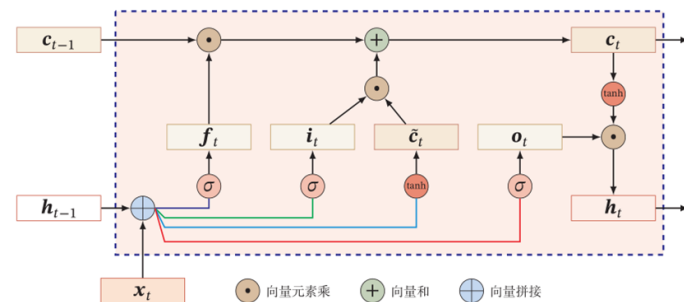 c_{t-1}
c_t
tanh
f_t
i_t
c̃_t
o_t
σ
σ
tanh
σ
h_{t-1}
h_t
x_t
向量元素乘
向量和
向量拼接